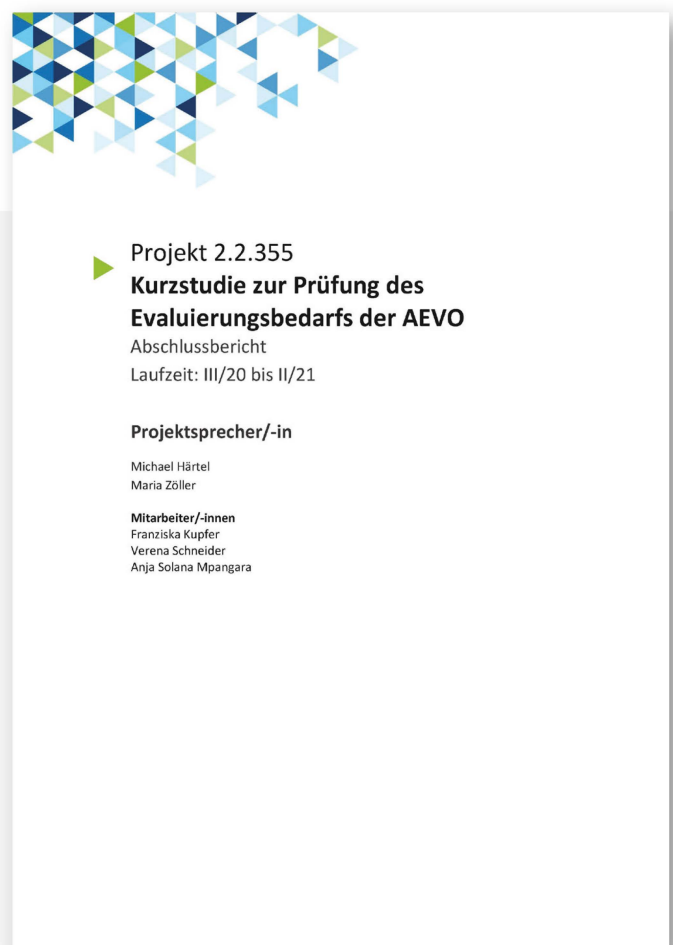 Projekt 2.2.355
Kurzstudie zur Prüfung des
Evaluierungsbedarfs der AEVO
Abschlussbericht
Laufzeit: III/20 bis II/21
Projektsprecher/-in
Michael Härtel
Maria Zöller
Mitarbeiter/-innen
Franziska Kupfer
Verena Schneider
Anja Solana Mpangara